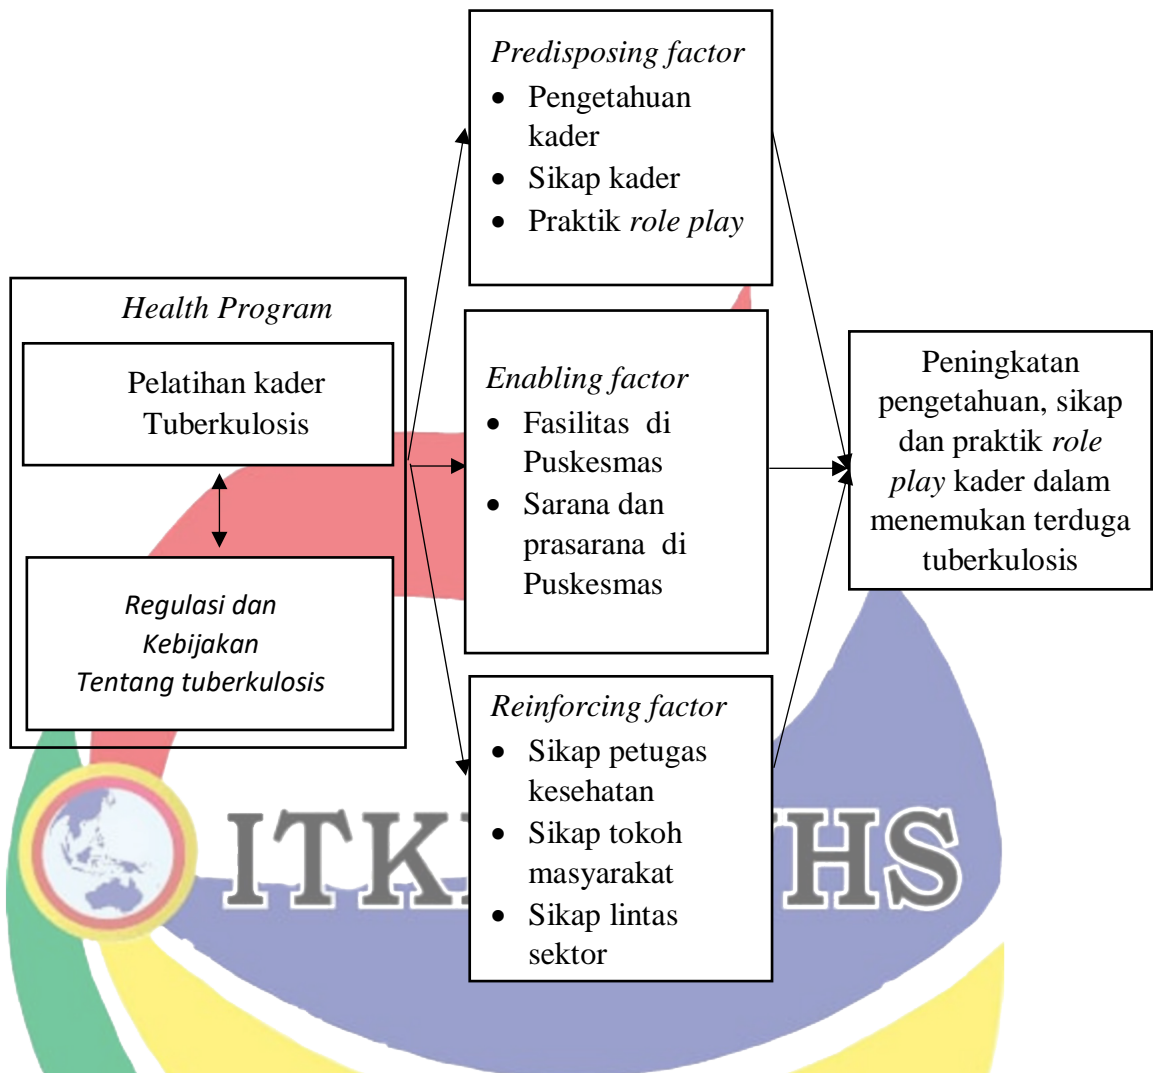 Predisposing factor
• Pengetahuan
kader
• Sikap kader
• Praktik role play
Health Program
Pelatihan kader
Tuberkulosis
Regulasi dan
Kebijakan
Tentang tuberkulosis
Enabling factor
• Fasilitas di
Puskesmas
• Sarana dan
prasarana di
Puskesmas
Reinforcing factor
• Sikap petugas
kesehatan
• Sikap tokoh
masyarakat
• Sikap lintas
sektor
Peningkatan
pengetahuan, sikap
dan praktik role
play kader dalam
menemukan terduga
tuberkulosis